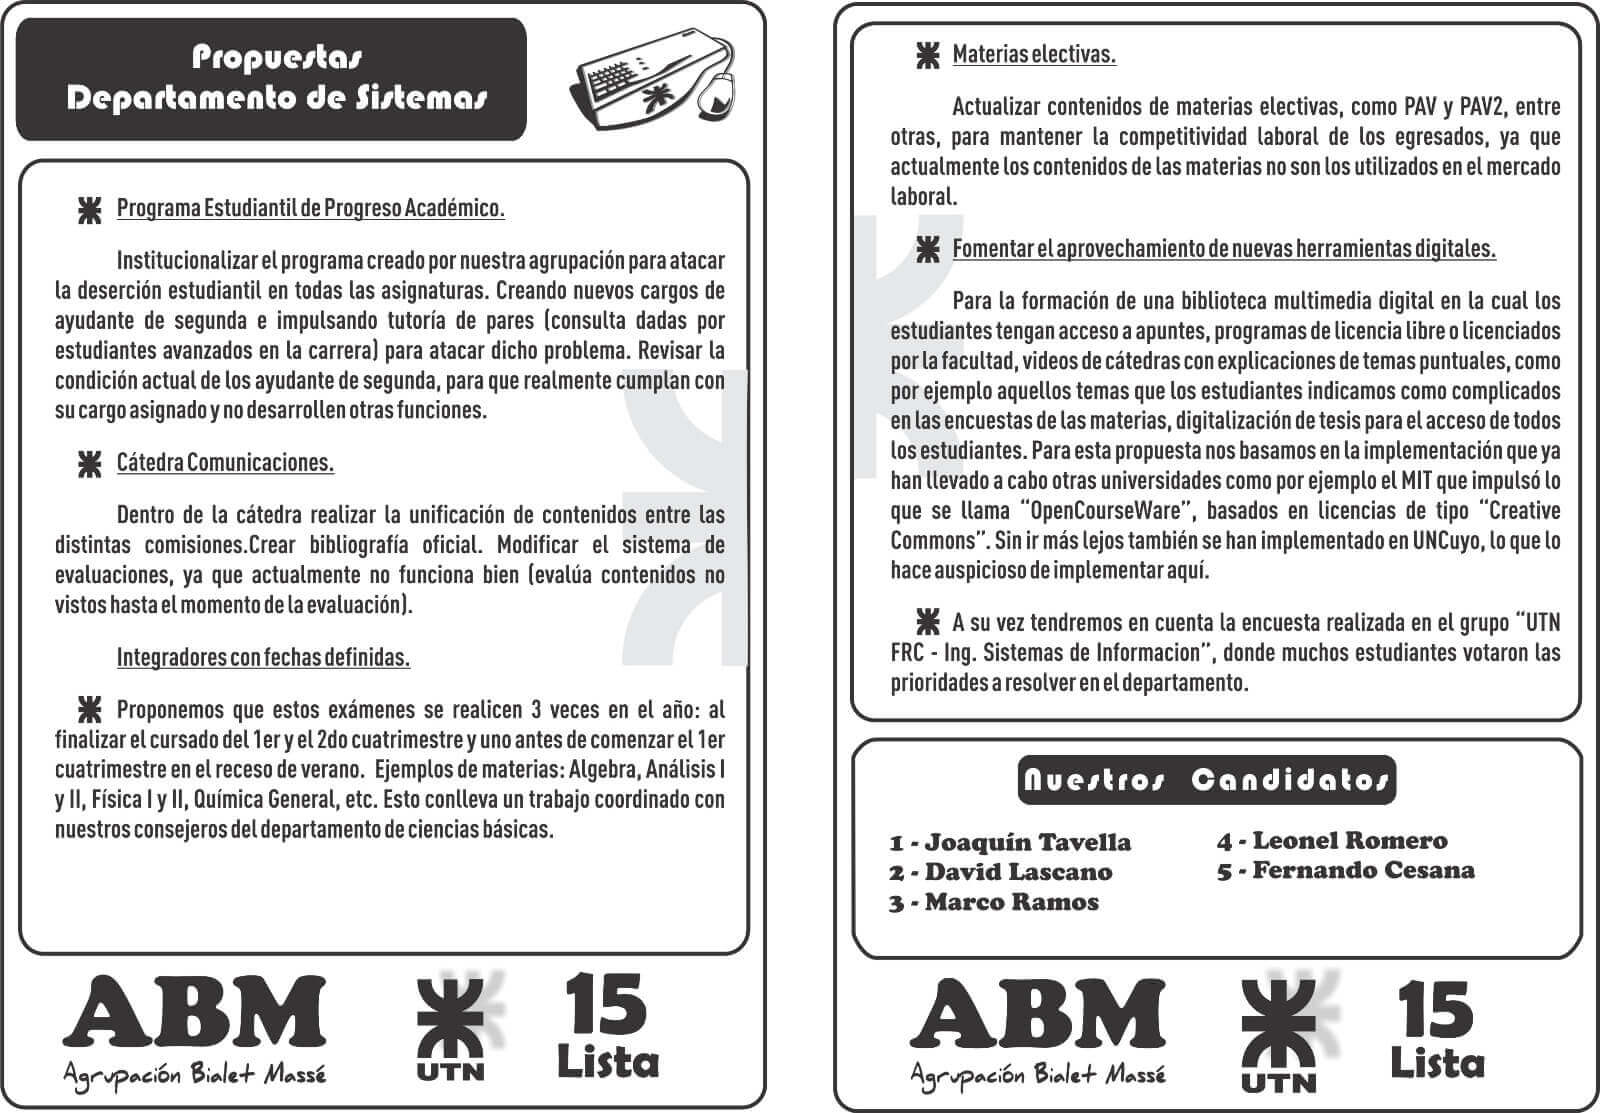 Propuestas
Departamento de Sistemas
Programa Estudiantil de Progreso Académico.
Institucionalizar el programa creado por nuestra agrupación para atacar
la deserción estudiantil en todas las asignaturas. Creando nuevos cargos de
ayudante de segunda e impulsando tutoría de pares (consulta dadas por
estudiantes avanzados en la carrera) para atacar dicho problema. Revisar la
condición actual de los ayudante de segunda, para que realmente cumplan con
su cargo asignado y no desarrollen otras funciones.
Cátedra Comunicaciones.
Dentro de la cátedra realizar la unificación de contenidos entre las
distintas comisiones.Crear bibliografía oficial. Modificar el sistema de
evaluaciones, ya que actualmente no funciona bien (evalúa contenidos no
vistos hasta el momento de la evaluación).
Integradores con fechas definidas.
Proponemos que estos exámenes se realicen 3 veces en el año: al
finalizar el cursado del 1er y el 2do cuatrimestre y uno antes de comenzar el 1er
cuatrimestre en el receso de verano. Ejemplos de materias: Algebra, Análisis I
y II, Física I y II, Química General, etc. Esto conlleva un trabajo coordinado con
nuestros consejeros del departamento de ciencias básicas.
ABM
Agrupación Bialet Massé
UTN
15
Lista
Materias electivas.
Actualizar contenidos de materias electivas, como PAV y PAV2, entre
otras, para mantener la competitividad laboral de los egresados, ya que
actualmente los contenidos de las materias no son los utilizados en el mercado
laboral.
Fomentar el aprovechamiento de nuevas herramientas digitales.
Para la formación de una biblioteca multimedia digital en la cual los
estudiantes tengan acceso a apuntes, programas de licencia libre o licenciados
por la facultad, videos de cátedras con explicaciones de temas puntuales, como
por ejemplo aquellos temas que los estudiantes indicamos como complicados
en las encuestas de las materias, digitalización de tesis para el acceso de todos
los estudiantes. Para esta propuesta nos basamos en la implementación que ya
han llevado a cabo otras universidades como por ejemplo el MIT que impulsó lo
que se llama “OpenCourseWare”, basados en licencias de tipo “Creative
Commons”. Sin ir más lejos también se han implementado en UNCuyo, lo que lo
hace auspicioso de implementar aquí.
A su vez tendremos en cuenta la encuesta realizada en el grupo “UTN
FRC - Ing. Sistemas de Informacion”, donde muchos estudiantes votaron las
prioridades a resolver en el departamento.
Nuestros Candidatos
1 - Joaquín Tavella
2 - David Lascano
3 - Marco Ramos
4 - Leonel Romero
5 - Fernando Cesana
ABM
Agrupación Bialet Massé
UTN
15
Lista